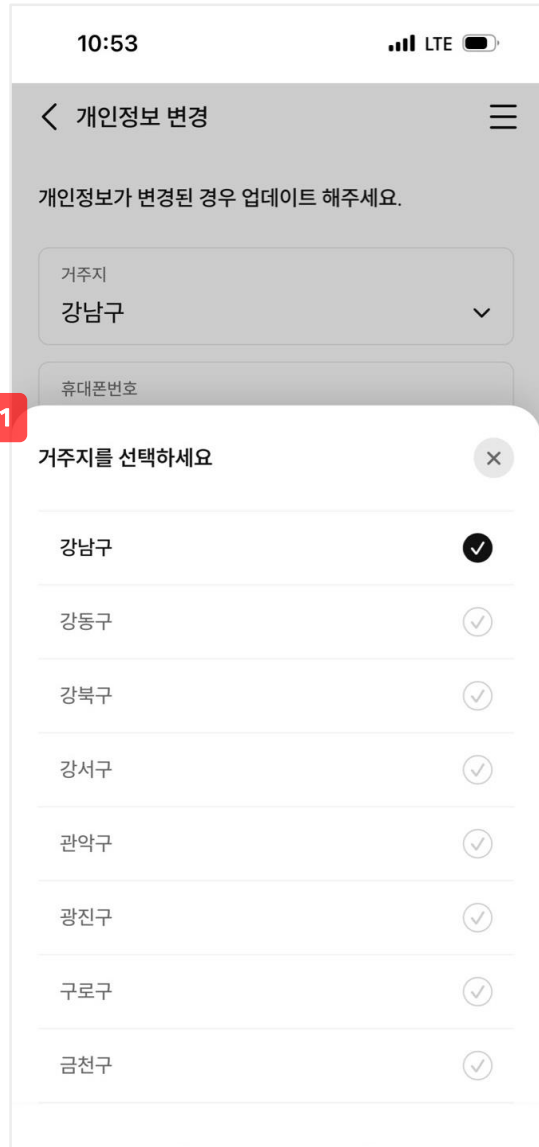 10:53 LTE
개인정보 변경
개인정보가 변경된 경우 업데이트 해주세요.
거주지
강남구
휴대폰번호
1
거주지를 선택하세요
강남구
강동구
강북구
강서구
관악구
광진구
구로구
금천구